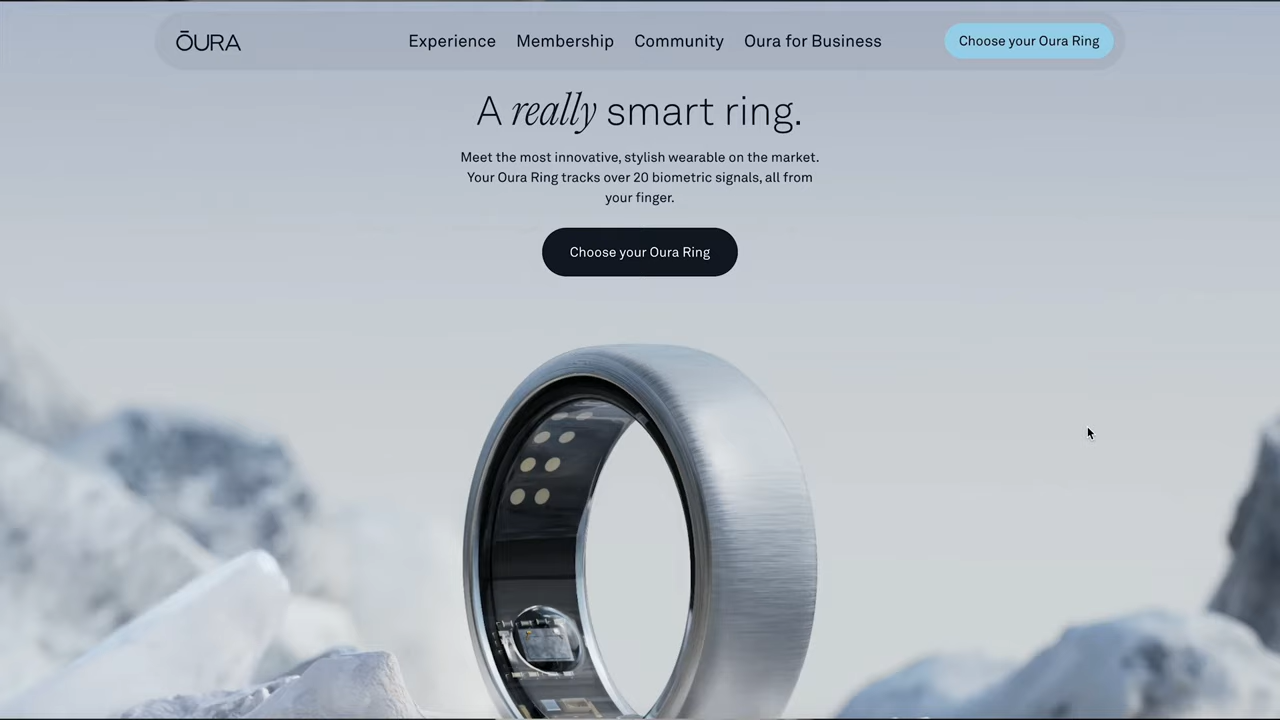 ŌURA
Experience Membership Community Oura for Business
Choose your Oura Ring
A really smart ring.
Meet the most innovative, stylish wearable on the market.
Your Oura Ring tracks over 20 biometric signals, all from
your finger.
Choose your Oura Ring